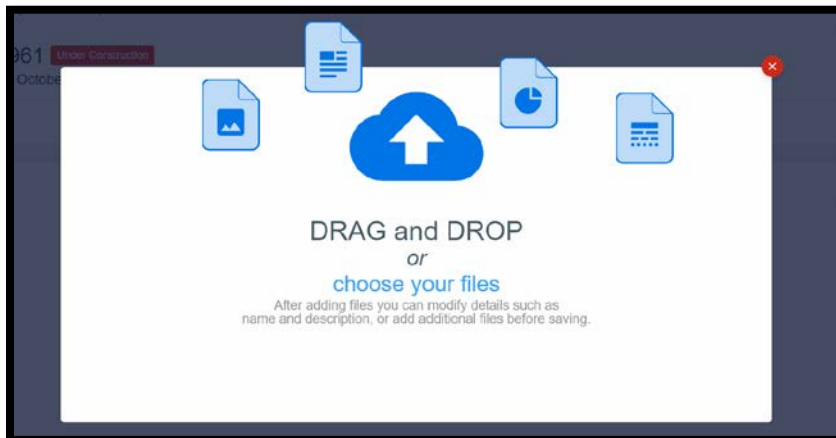 961 Under Construction
Octobe
DRAG and DROP
or
choose your files
After adding files you can modify details such as
name and description, or add additional files before saving.